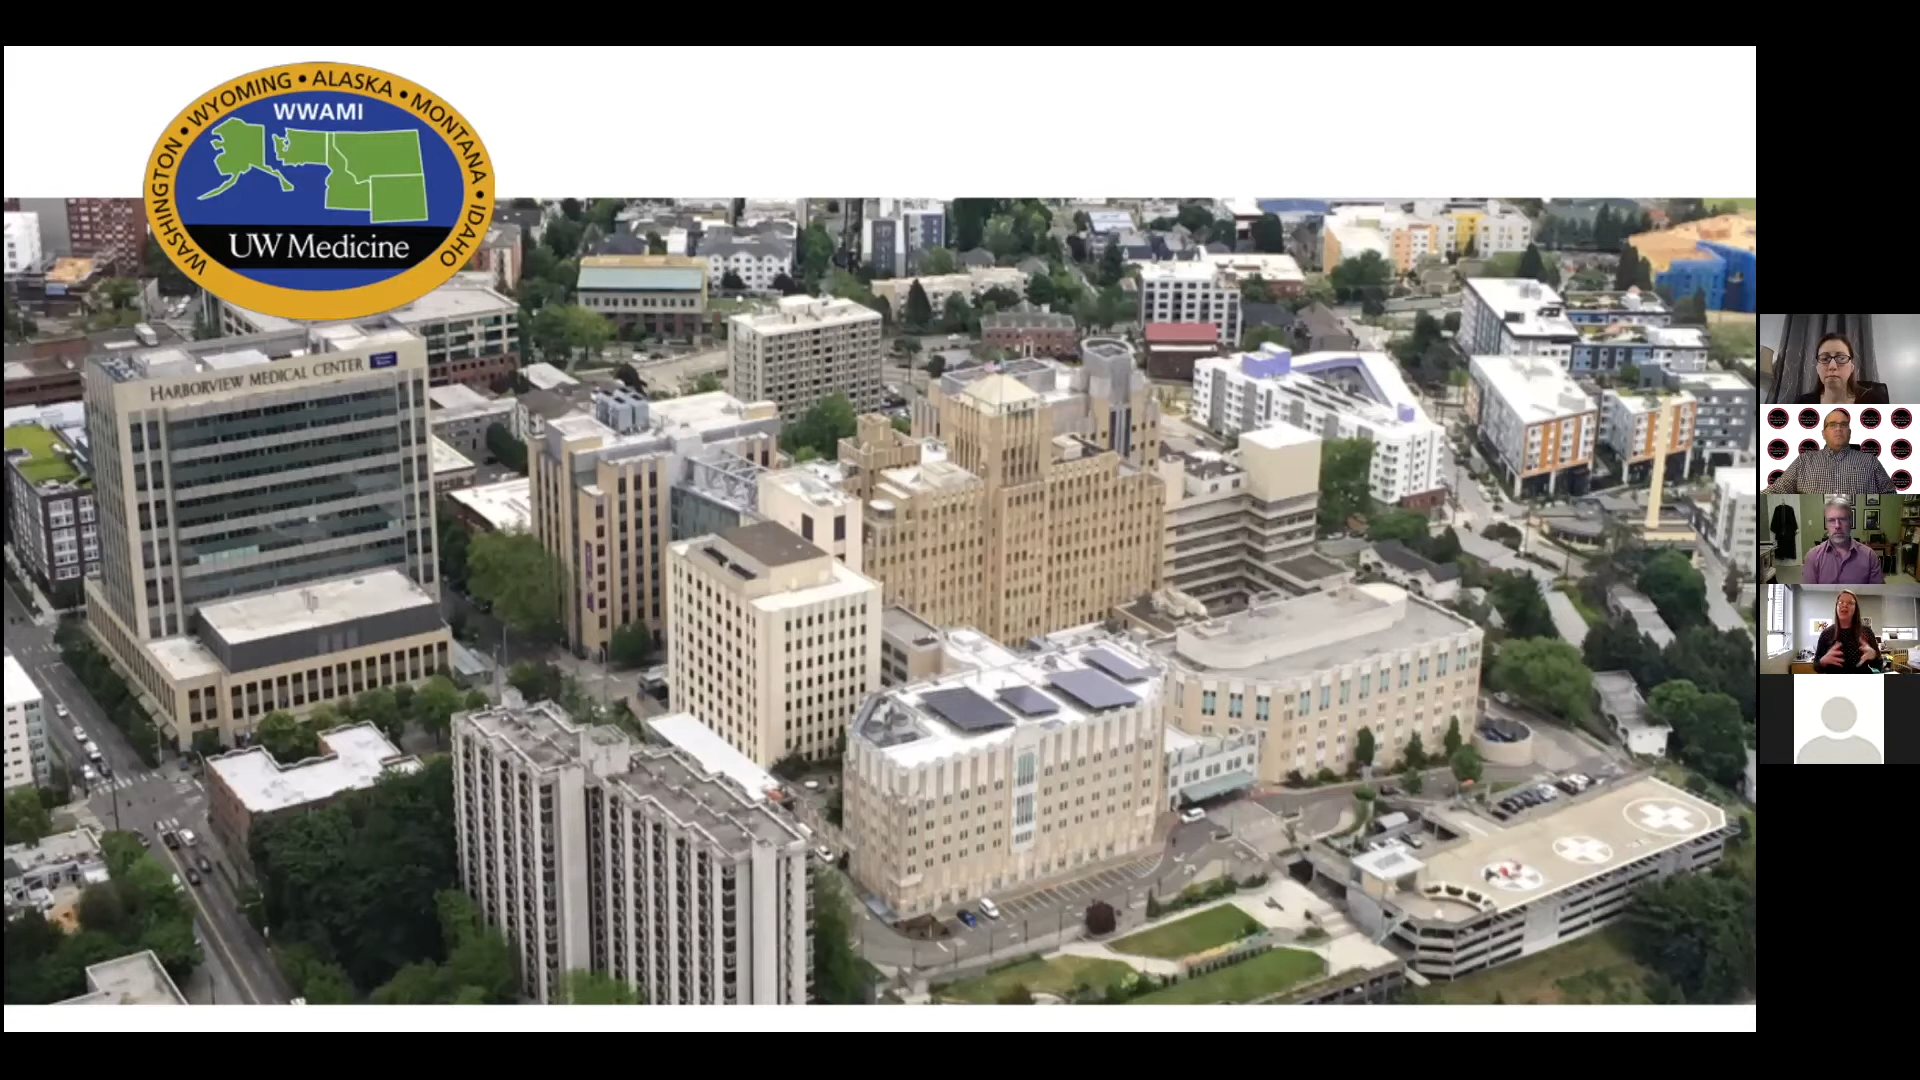 WASHINGTON • WYOMING • ALASKA • MONTANA • IDAHO
WWAMI
UW Medicine
HARBORVIEW MEDICAL CENTER